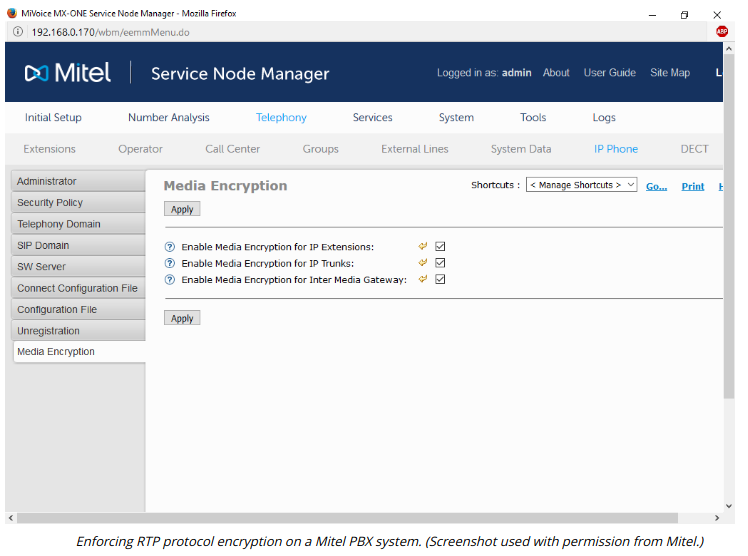 MiVoice MX-ONE Service Node Manager - Mozilla Firefox
192.168.0.170/wbm/eemmMenu.do
ABP
Mitel Service Node Manager Logged in as: admin About User Guide Site Map L
Initial Setup Number Analysis Telephony Services System Tools Logs
Extensions Operator Call Center Groups External Lines System Data IP Phone DECT
Administrator
Security Policy
Telephony Domain
SIP Domain
SW Server
Connect Configuration File
Configuration File
Unregistration
Media Encryption
Media Encryption Shortcuts : < Manage Shortcuts > Go... Print H
Apply
? Enable Media Encryption for IP Extensions:
? Enable Media Encryption for IP Trunks:
? Enable Media Encryption for Inter Media Gateway:
Apply
Enforcing RTP protocol encryption on a Mitel PBX system. (Screenshot used with permission from Mitel.)